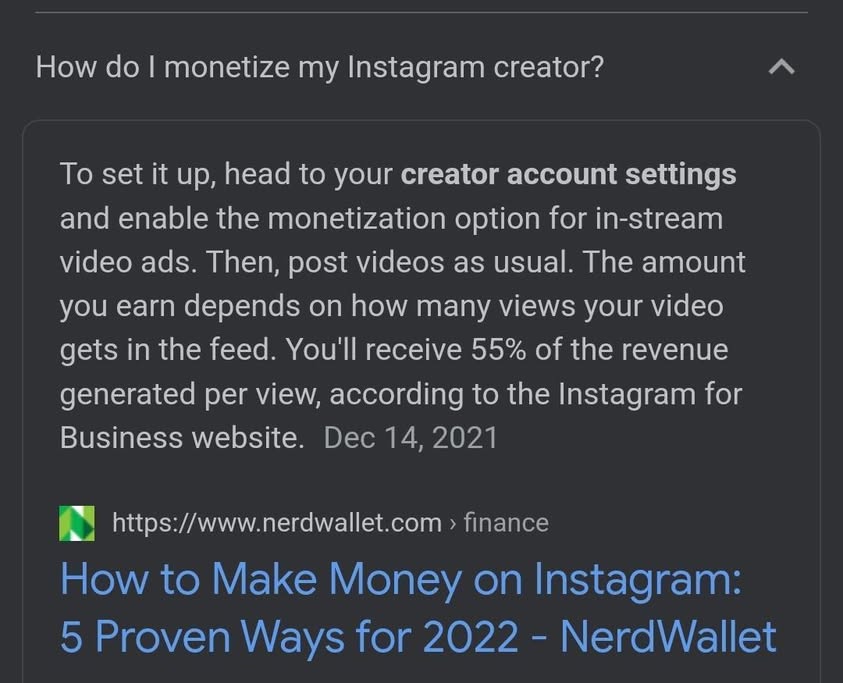 How do I monetize my Instagram creator?
To set it up, head to your creator account settings
and enable the monetization option for in-stream
video ads. Then, post videos as usual. The amount
you earn depends on how many views your video
gets in the feed. You'll receive 55% of the revenue
generated per view, according to the Instagram for
Business website. Dec 14, 2021
https://www.nerdwallet.com › finance
How to Make Money on Instagram:
5 Proven Ways for 2022 - NerdWallet